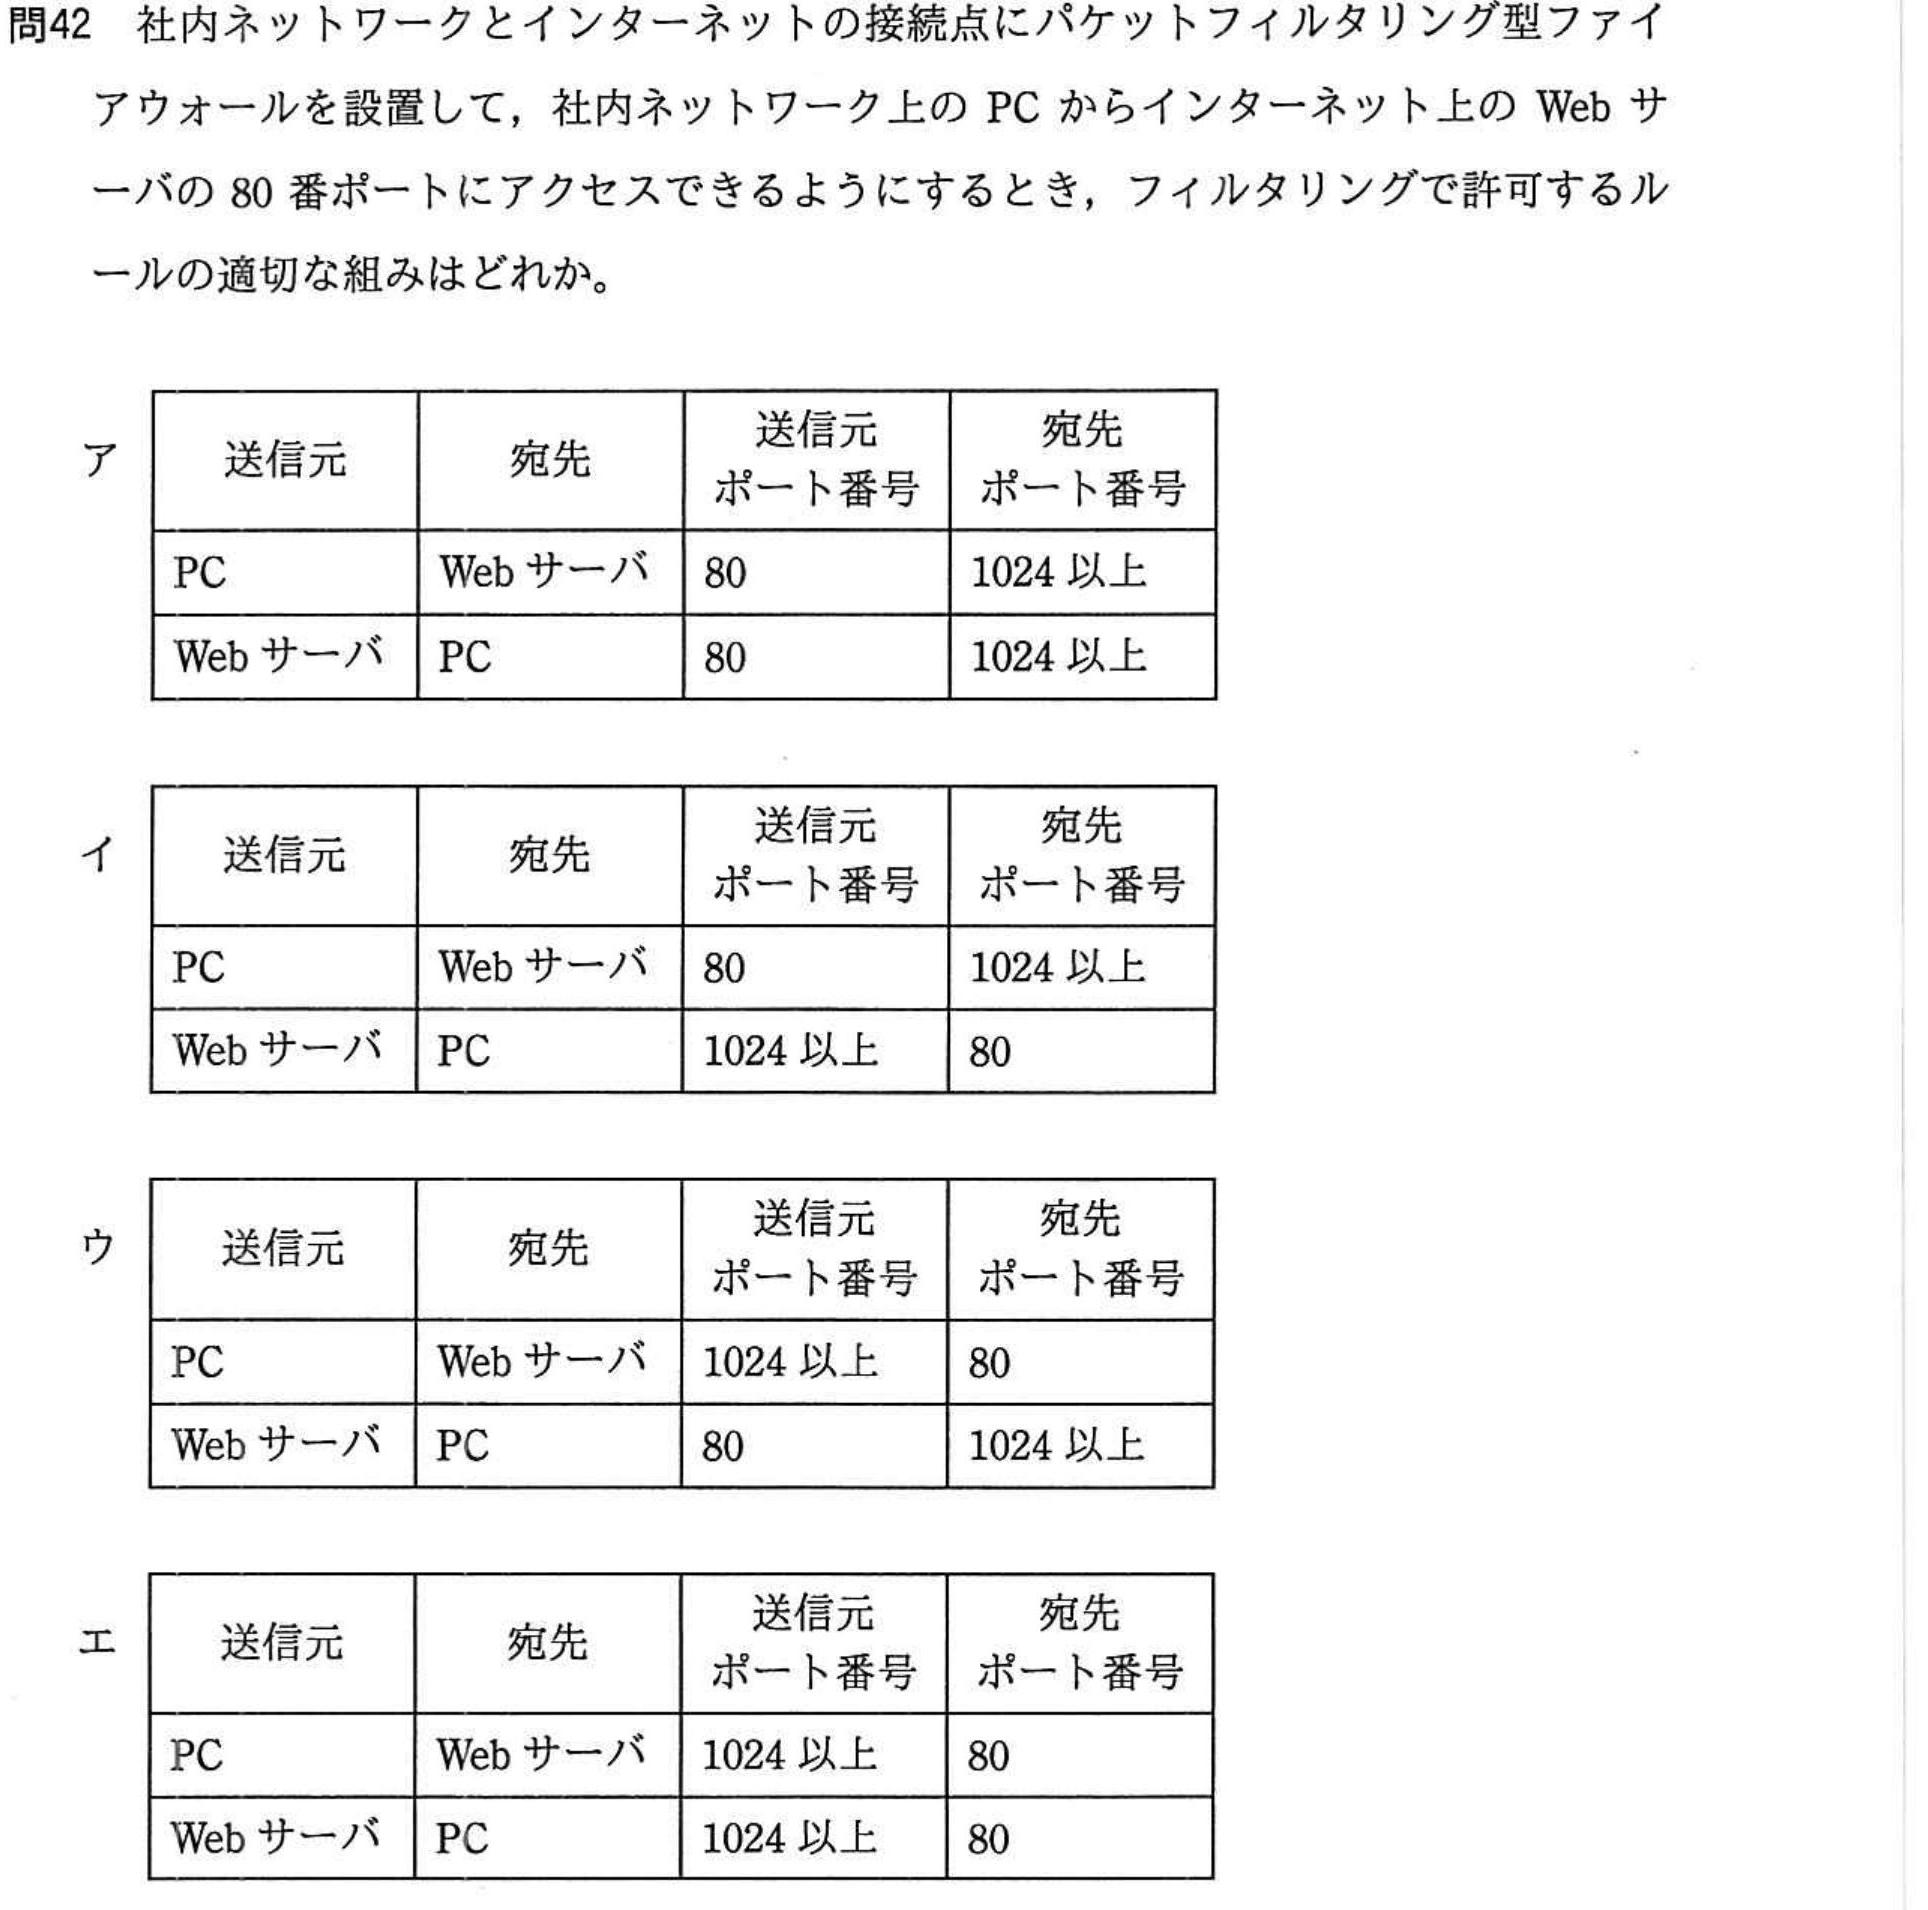 問42 社内ネットワークとインターネットの接続点にパケットフィルタリング型ファイ
アウォールを設置して，社内ネットワーク上の PC からインターネット上の Web サ
ーバの 80 番ポートにアクセスできるようにするとき，フィルタリングで許可するル
ールの適切な組みはどれか。
ア
送信元 宛先 送信元ポート番号 宛先ポート番号
PC Web サーバ 80 1024 以上
Web サーバ PC 80 1024 以上
イ
送信元 宛先 送信元ポート番号 宛先ポート番号
PC Web サーバ 80 1024 以上
Web サーバ PC 1024 以上 80
ウ
送信元 宛先 送信元ポート番号 宛先ポート番号
PC Web サーバ 1024 以上 80
Web サーバ PC 80 1024 以上
エ
送信元 宛先 送信元ポート番号 宛先ポート番号
PC Web サーバ 1024 以上 80
Web サーバ PC 1024 以上 80